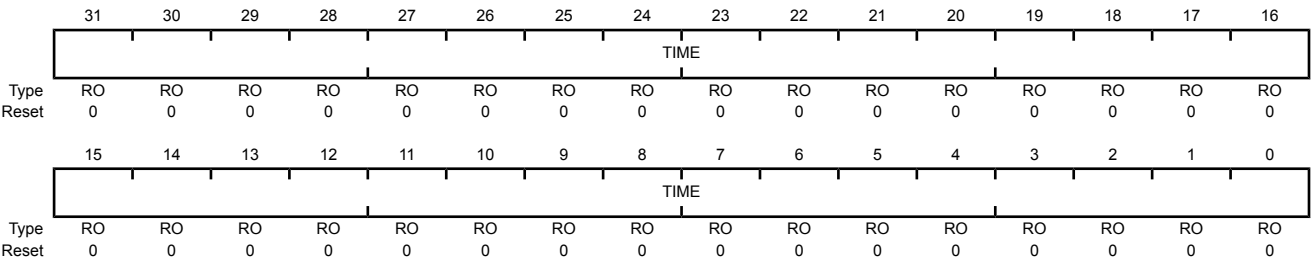 31 30 29 28 27 26 25 24 23 22 21 20 19 18 17 16
TIME
Type RO RO RO RO RO RO RO RO RO RO RO RO RO RO RO RO
Reset 0 0 0 0 0 0 0 0 0 0 0 0 0 0 0 0
15 14 13 12 11 10 9 8 7 6 5 4 3 2 1 0
TIME
Type RO RO RO RO RO RO RO RO RO RO RO RO RO RO RO RO
Reset 0 0 0 0 0 0 0 0 0 0 0 0 0 0 0 0